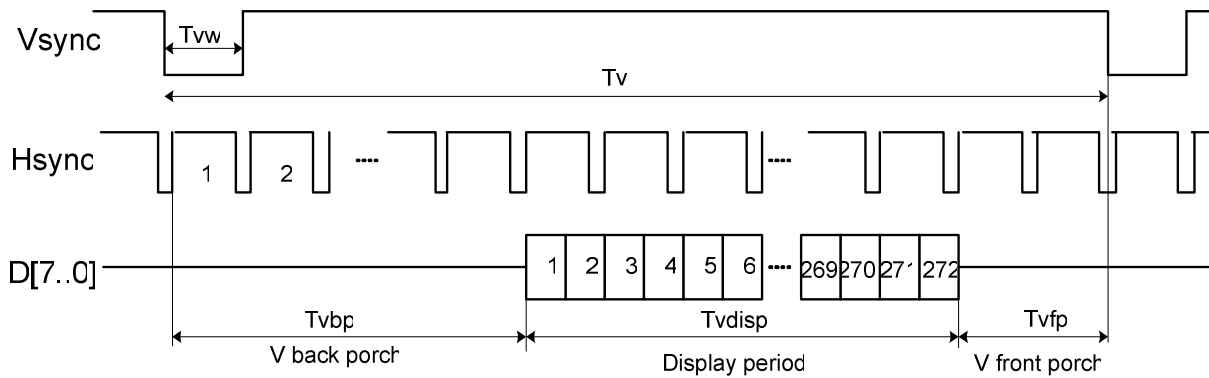 Vsync
Tvw
Tv
Hsync
1 2 ---- ----
D[7..0]
1 2 3 4 5 6 ---- 269 270 271 272
Tvbp Tvdisp Tvfp
V back porch Display period V front porch